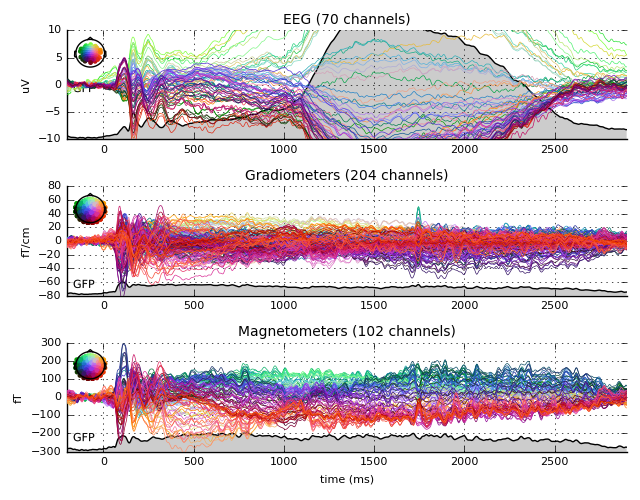 EEG (70 channels)
10
5
0
−5
−10
uV
GFP
0 500 1000 1500 2000 2500
Gradiometers (204 channels)
80
60
40
20
0
−20
−40
−60
−80
fT/cm
GFP
0 500 1000 1500 2000 2500
Magnetometers (102 channels)
300
200
100
0
−100
−200
−300
fT
GFP
0 500 1000 1500 2000 2500
time (ms)